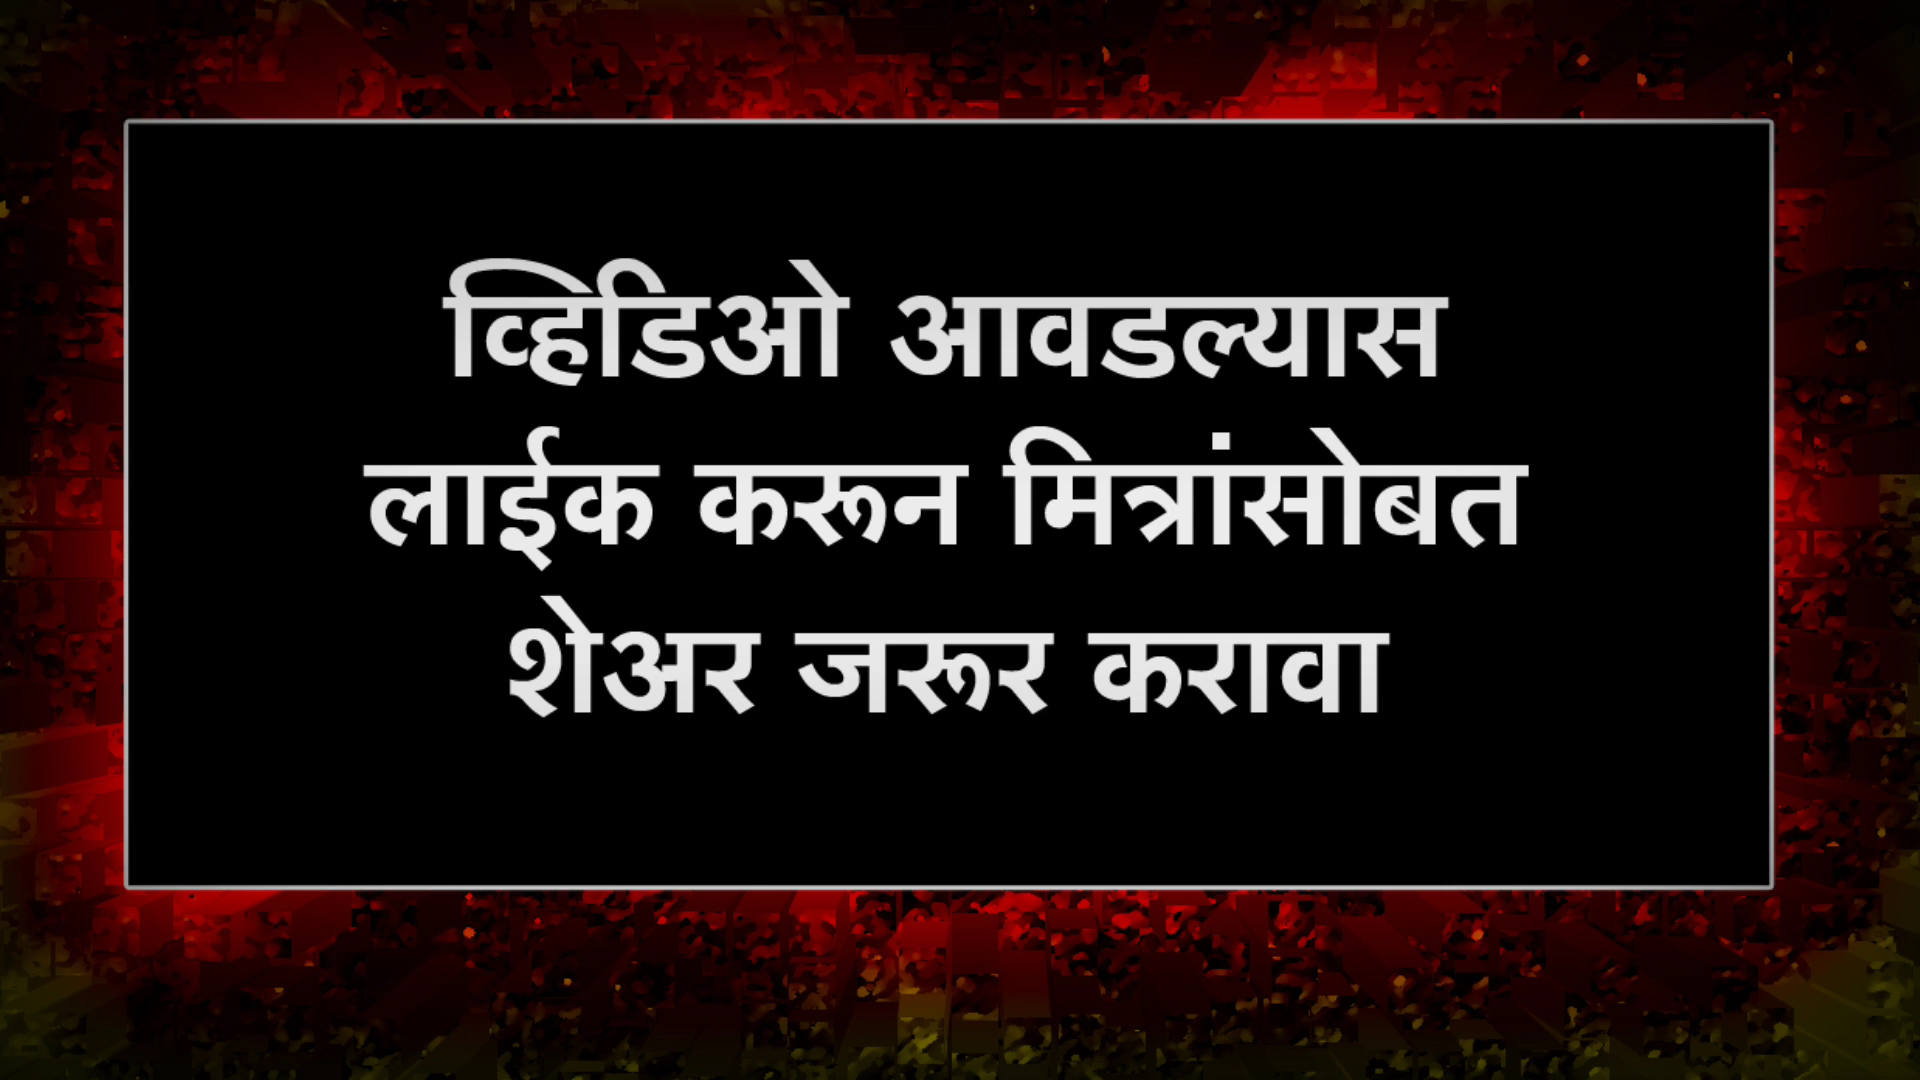 व्हिडिओ आवडल्यास
लाईक करून मित्रांसोबत
शेअर जरूर करावा